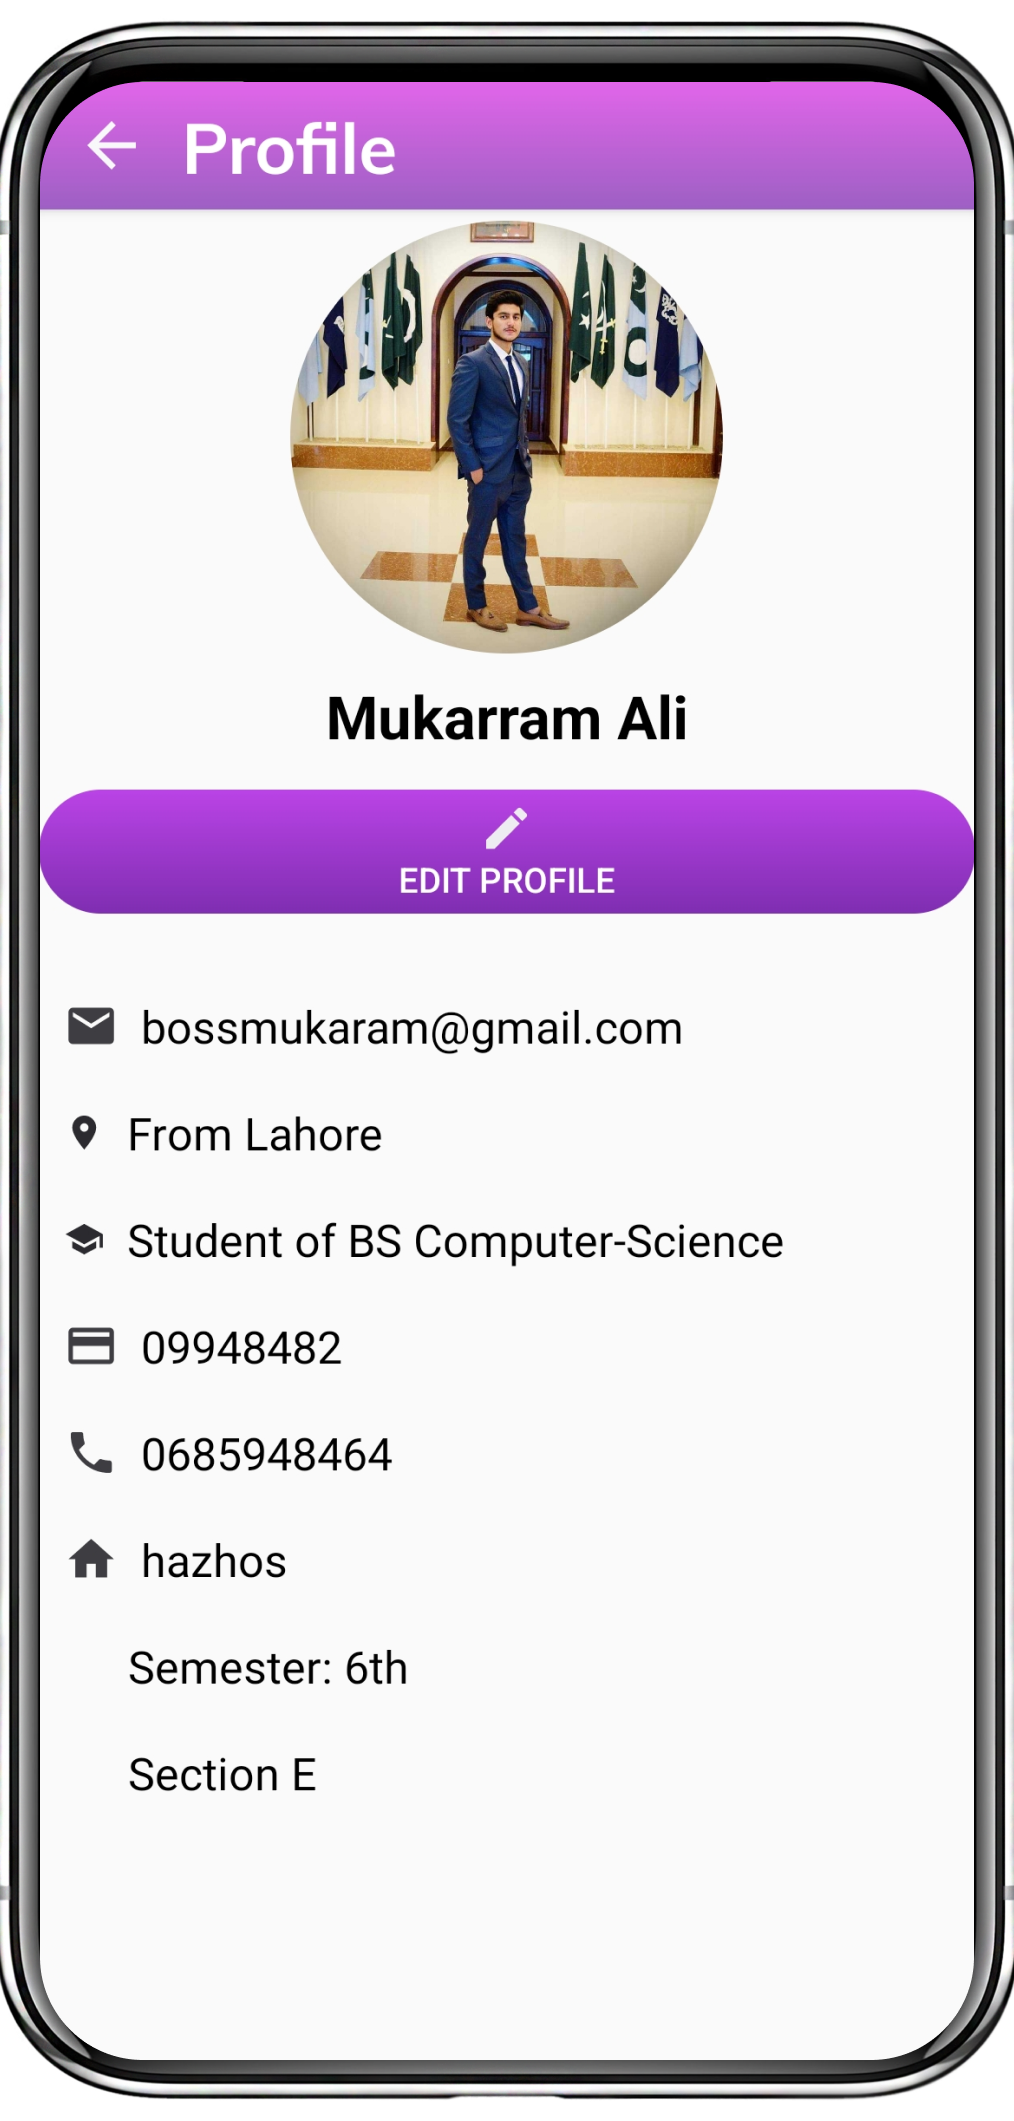 Profile
Mukarram Ali
EDIT PROFILE
bossmukaram@gmail.com
From Lahore
Student of BS Computer-Science
09948482
0685948464
hazhos
Semester: 6th
Section E